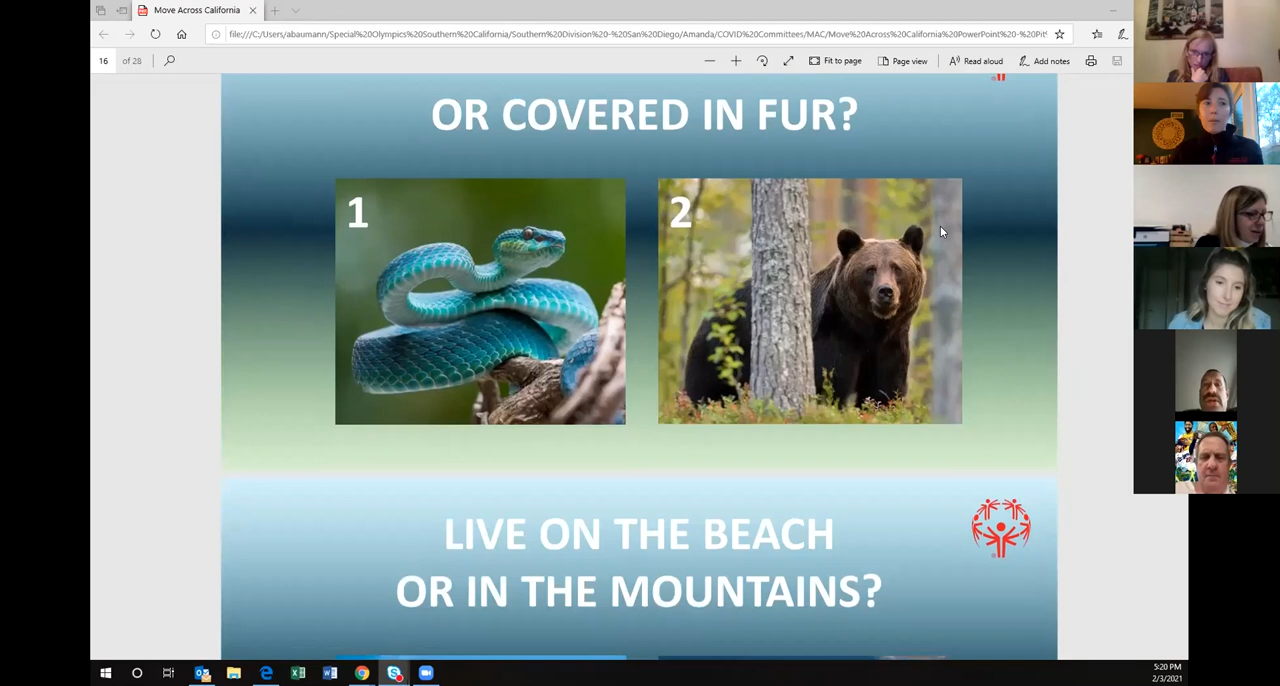 Move Across California
file:///C:/Users/abaumann/Special%20Olympics%20Southern%20California/Southern%20Division%20-%20San%20Diego/Amanda/COVID%20Committees/MAC/Move%20Across%20California%20PowerPoint%20-%20Pit
16 of 28
Fit to page
Page view
Read aloud
Add notes
OR COVERED IN FUR?
1
2
LIVE ON THE BEACH
OR IN THE MOUNTAINS?
5:20 PM
2/3/2021